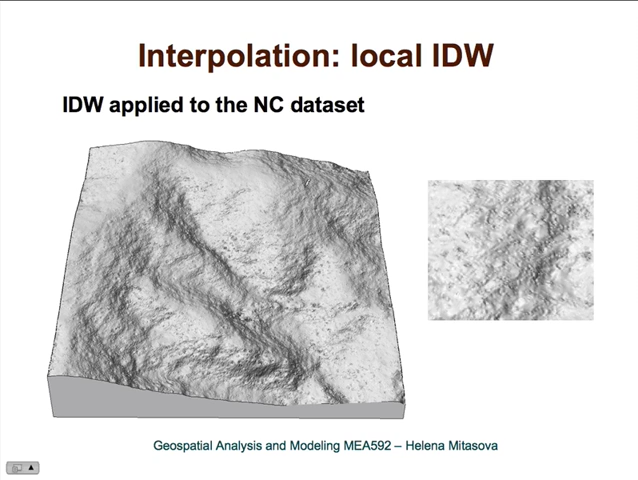 Interpolation: local IDW
IDW applied to the NC dataset
Geospatial Analysis and Modeling MEA592 – Helena Mitasova